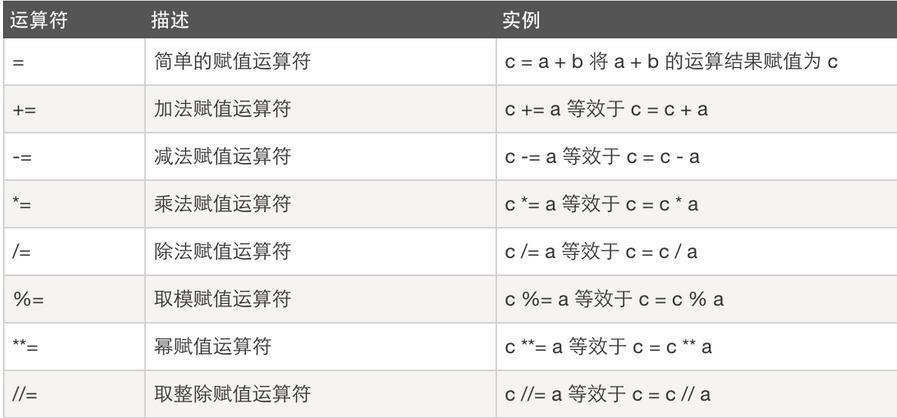 运算符 描述 实例
= 简单的赋值运算符 c = a + b 将 a + b 的运算结果赋值为 c
+= 加法赋值运算符 c += a 等效于 c = c + a
-= 减法赋值运算符 c -= a 等效于 c = c - a
*= 乘法赋值运算符 c *= a 等效于 c = c * a
/= 除法赋值运算符 c /= a 等效于 c = c / a
%= 取模赋值运算符 c %= a 等效于 c = c % a
**= 幂赋值运算符 c **= a 等效于 c = c ** a
//= 取整除赋值运算符 c //= a 等效于 c = c // a